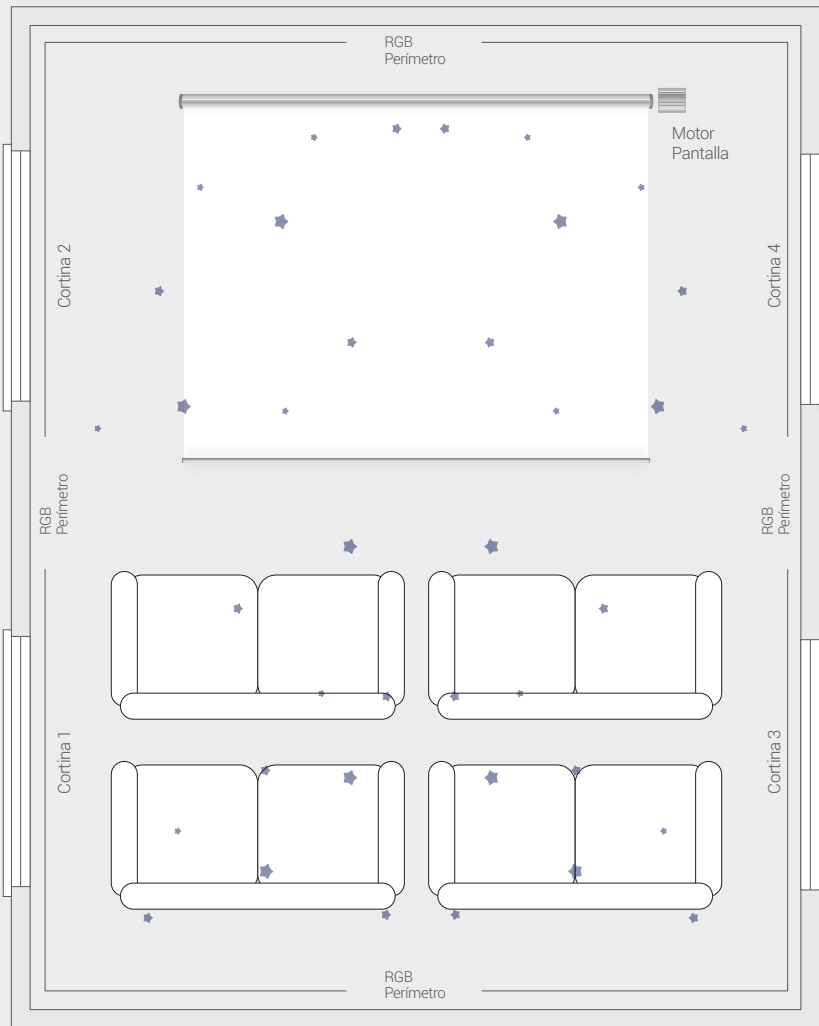 RGB
Perímetro
Motor
Pantalla
Cortina 2
Cortina 4
RGB
Perímetro
RGB
Perímetro
Cortina 1
Cortina 3
RGB
Perímetro